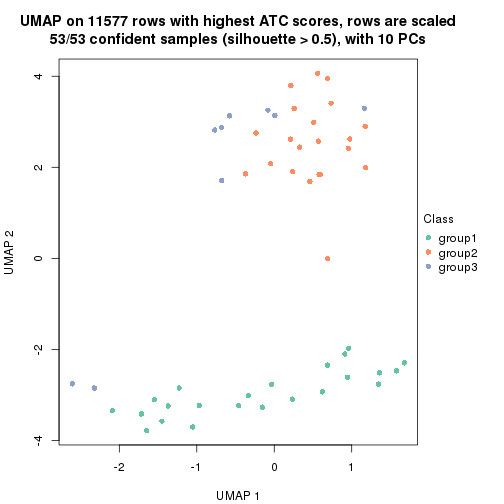 UMAP on 11577 rows with highest ATC scores, rows are scaled
53/53 confident samples (silhouette > 0.5), with 10 PCs
4
2
0
-2
-4
UMAP 2
-2
-1
0
1
UMAP 1
Class
group1
group2
group3